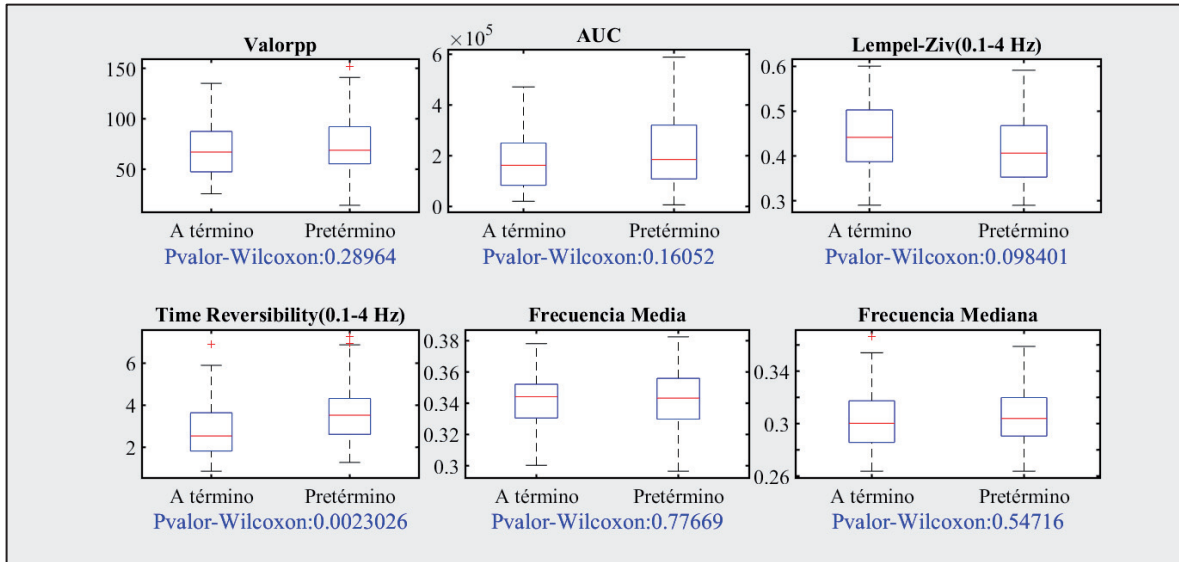 Valorpp
150
100
50
A término
Pretérmino
Pvalor-Wilcoxon:0.28964
AUC
×10^5
6
4
2
0
A término
Pretérmino
Pvalor-Wilcoxon:0.16052
Lempel-Ziv(0.1-4 Hz)
0.6
0.5
0.4
0.3
A término
Pretérmino
Pvalor-Wilcoxon:0.098401
Time Reversibility(0.1-4 Hz)
6
4
2
A término
Pretérmino
Pvalor-Wilcoxon:0.0023026
Frecuencia Media
0.38
0.36
0.34
0.32
0.3
A término
Pretérmino
Pvalor-Wilcoxon:0.77669
Frecuencia Mediana
0.34
0.3
0.26
A término
Pretérmino
Pvalor-Wilcoxon:0.54716